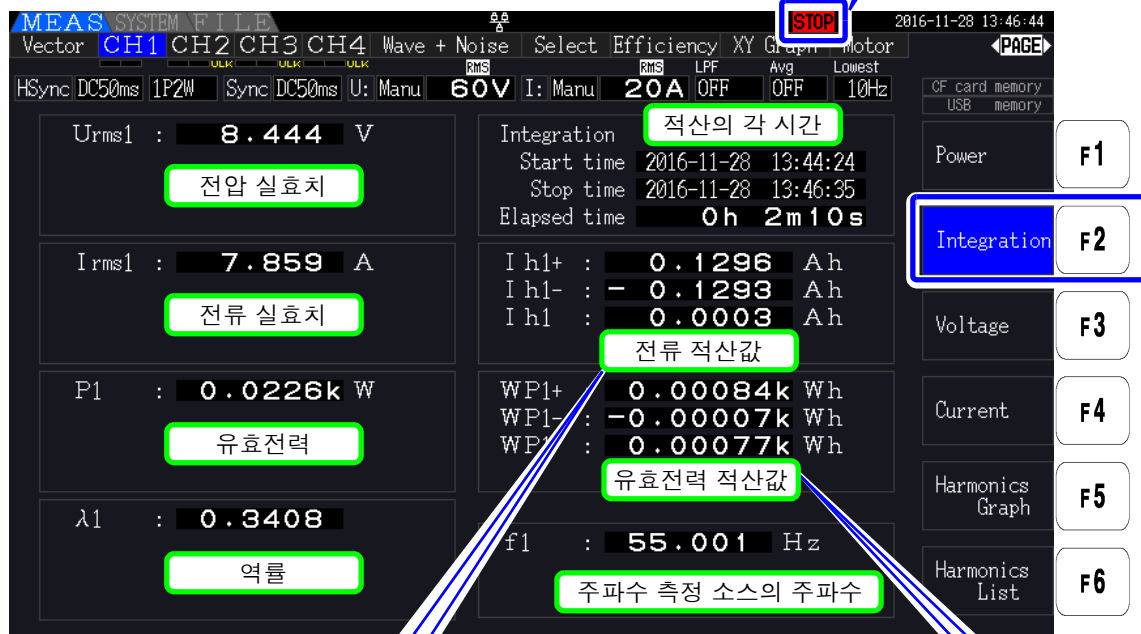 MEAS SYSTEM FILE STOP 2016-11-28 13:46:44
Vector CH1 CH2 CH3 CH4 Wave + Noise Select Efficiency XY Graph Motor PAGE
ULK ULK ULK RMS RMS LPF Avg Lowest
HSync DC50ms 1P2W Sync DC50ms U: Manu 60V I: Manu 20A OFF OFF 10Hz
CF card memory
USB memory
Urms1 : 8.444 V
전압 실효치
Integration
적산의 각 시간
Start time 2016-11-28 13:44:24
Stop time 2016-11-28 13:46:35
Elapsed time 0h 2m10s
Irms1 : 7.859 A
전류 실효치
Ih1+ : 0.1296 Ah
Ih1- : - 0.1293 Ah
Ih1 : 0.0003 Ah
전류 적산값
P1 : 0.0226k W
유효전력
WP1+ : 0.00084k Wh
WP1- : -0.00007k Wh
WP1 : 0.00077k Wh
유효전력 적산값
λ1 : 0.3408
역률
f1 : 55.001 Hz
주파수 측정 소스의 주파수
Power F1
Integration F2
Voltage F3
Current F4
Harmonics
Graph F5
Harmonics
List F6